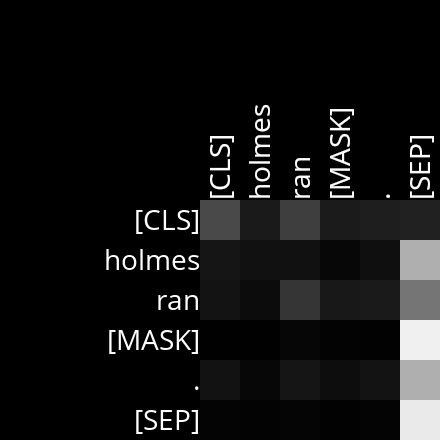 [CLS]
holmes
ran
[MASK]
.
[SEP]
[CLS]
holmes
ran
[MASK]
.
[SEP]